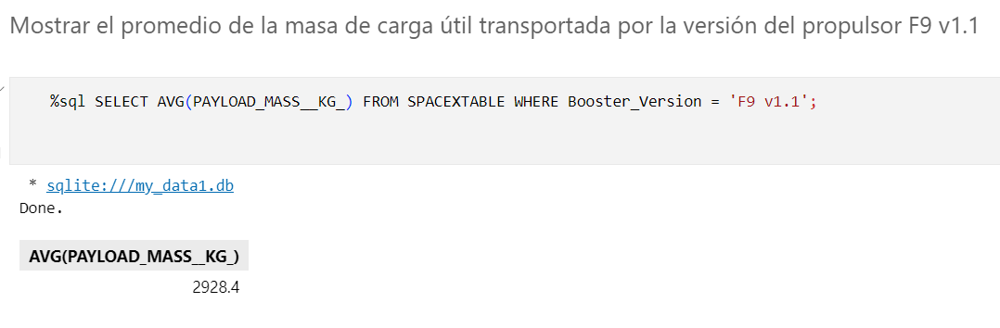 Mostrar el promedio de la masa de carga útil transportada por la versión del propulsor F9 v1.1
%sql SELECT AVG(PAYLOAD_MASS__KG_) FROM SPACEXTABLE WHERE Booster_Version = 'F9 v1.1';
* sqlite:///my_data1.db
Done.
AVG(PAYLOAD_MASS__KG_)
2928.4